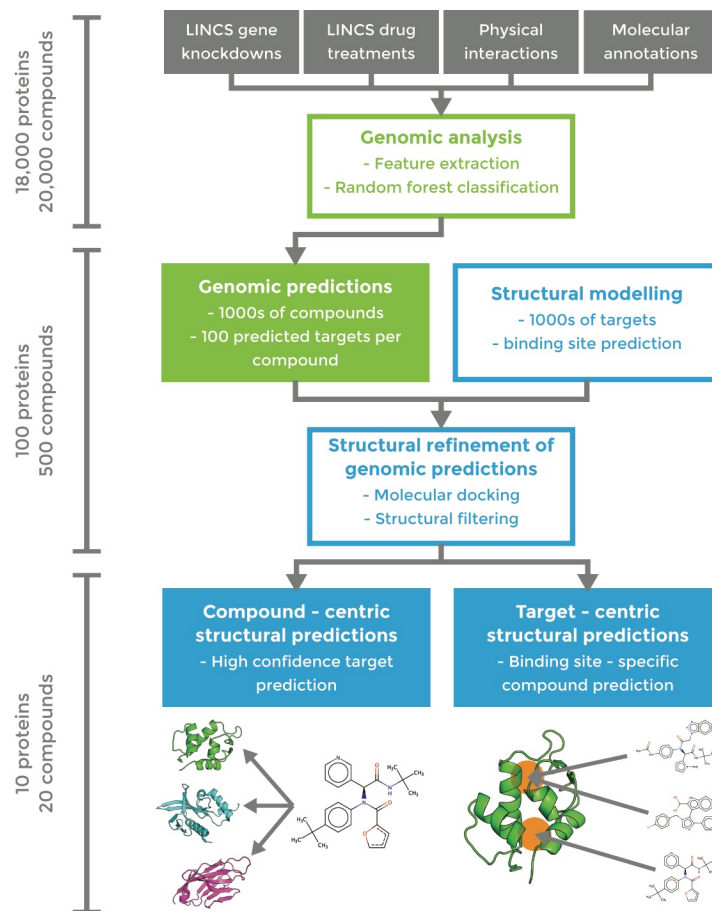 LINCS gene
knockdowns
LINCS drug
treatments
Physical
interactions
Molecular
annotations
18,000 proteins
20,000 compounds
Genomic analysis
- Feature extraction
- Random forest classification
100 proteins
500 compounds
Genomic predictions
- 1000s of compounds
- 100 predicted targets per
compound
Structural modelling
- 1000s of targets
- binding site prediction
Structural refinement of
genomic predictions
- Molecular docking
- Structural filtering
10 proteins
20 compounds
Compound - centric
structural predictions
- High confidence target
prediction
Target - centric
structural predictions
- Binding site - specific
compound prediction